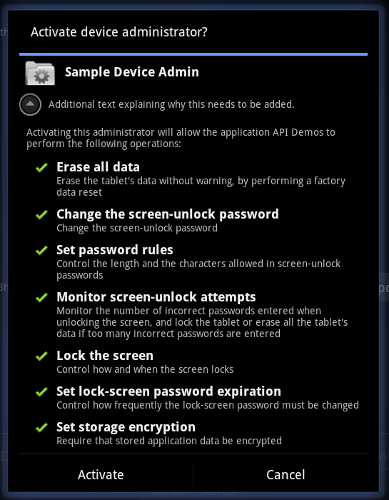 Activate device administrator?
Sample Device Admin
Additional text explaining why this needs to be added.
Activating this administrator will allow the application API Demos to
perform the following operations:
Erase all data
Erase the tablet's data without warning, by performing a factory
data reset
Change the screen-unlock password
Change the screen-unlock password
Set password rules
Control the length and the characters allowed in screen-unlock
passwords
Monitor screen-unlock attempts
Monitor the number of incorrect passwords entered when
unlocking the screen, and lock the tablet or erase all the tablet's
data if too many incorrect passwords are entered
Lock the screen
Control how and when the screen locks
Set lock-screen password expiration
Control how frequently the lock-screen password must be changed
Set storage encryption
Require that stored application data be encrypted
Activate
Cancel